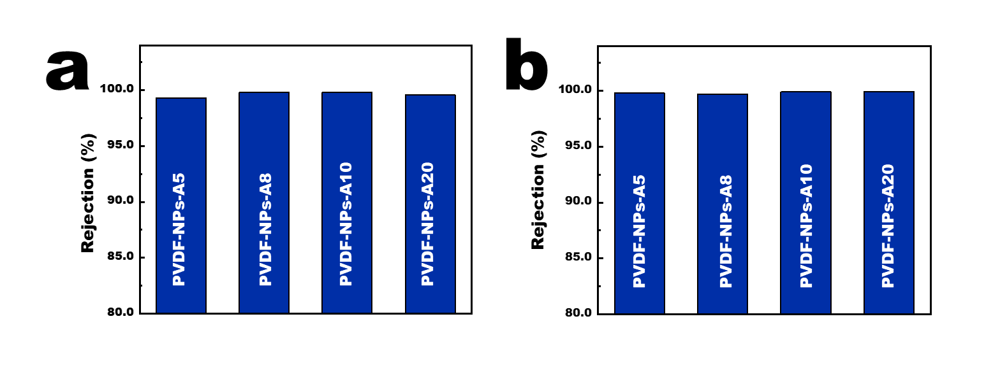 a
Rejection (%)
100.0
95.0
90.0
85.0
80.0
PVDF-NPs-A5
PVDF-NPs-A8
PVDF-NPs-A10
PVDF-NPs-A20
b
Rejection (%)
100.0
95.0
90.0
85.0
80.0
PVDF-NPs-A5
PVDF-NPs-A8
PVDF-NPs-A10
PVDF-NPs-A20